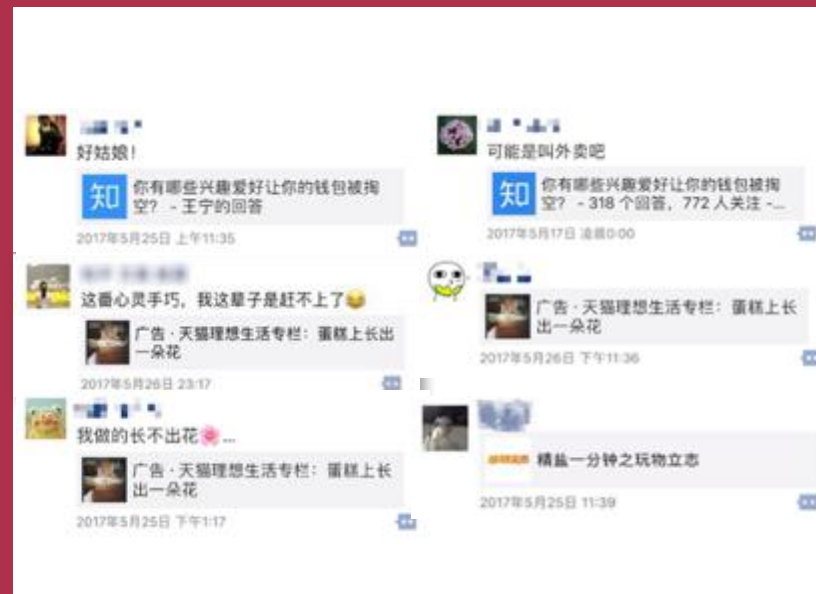 好姑娘!
知
你有哪些兴趣爱好让你的钱包被掏
空? - 王宁的回答
2017年5月25日 上午11:35
这番心灵手巧，我这辈子是赶不上了😂
广告 · 天猫理想生活专栏：蛋糕上长出
一朵花
2017年5月26日 23:17
我做的长不出花🌸...
广告 · 天猫理想生活专栏：蛋糕上长
出一朵花
2017年5月25日 下午1:17
可能是叫外卖吧
知
你有哪些兴趣爱好让你的钱包被掏
空? - 318 个回答，772 人关注 -...
2017年5月17日 凌晨0:00
广告 · 天猫理想生活专栏：蛋糕上长
出一朵花
2017年5月26日 下午11:36
精盐一分钟之玩物立志
2017年5月25日 11:39